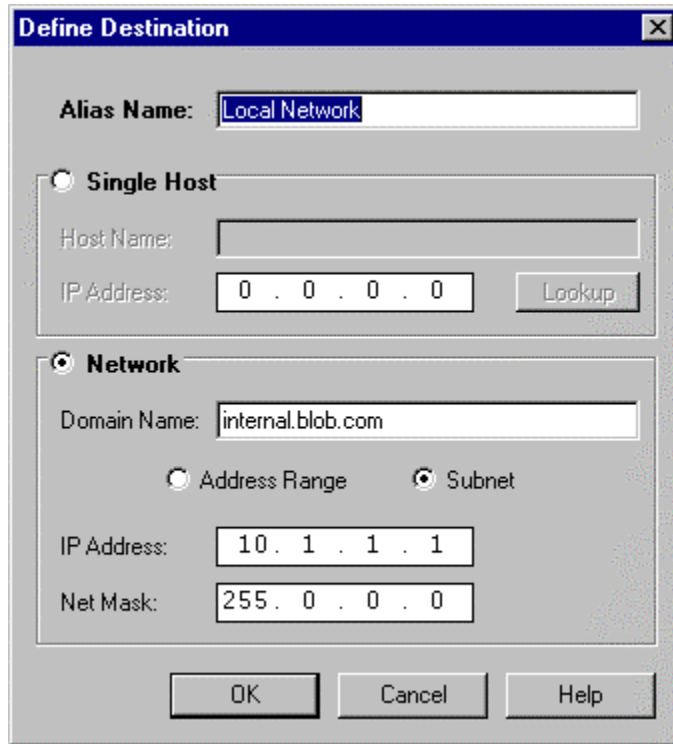 Define Destination
Alias Name: Local Network
Single Host
Host Name:
IP Address: 0 . 0 . 0 . 0 Lookup
Network
Domain Name: internal.blob.com
Address Range Subnet
IP Address: 10 . 1 . 1 . 1
Net Mask: 255 . 0 . 0 . 0
OK Cancel Help